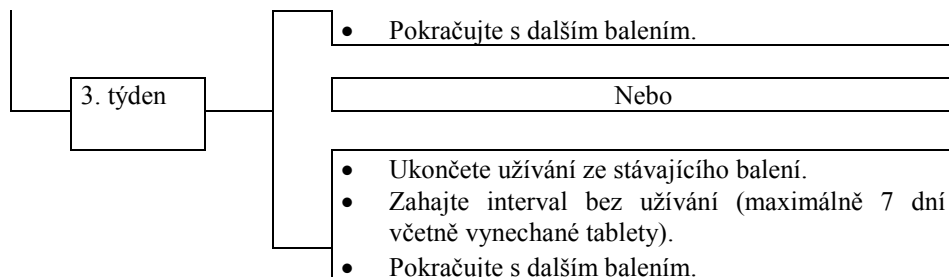 • Pokračujte s dalším balením.
3. týden
Nebo
• Ukončete užívání ze stávajícího balení.
• Zahajte interval bez užívání (maximálně 7 dní
včetně vynechané tablety).
• Pokračujte s dalším balením.